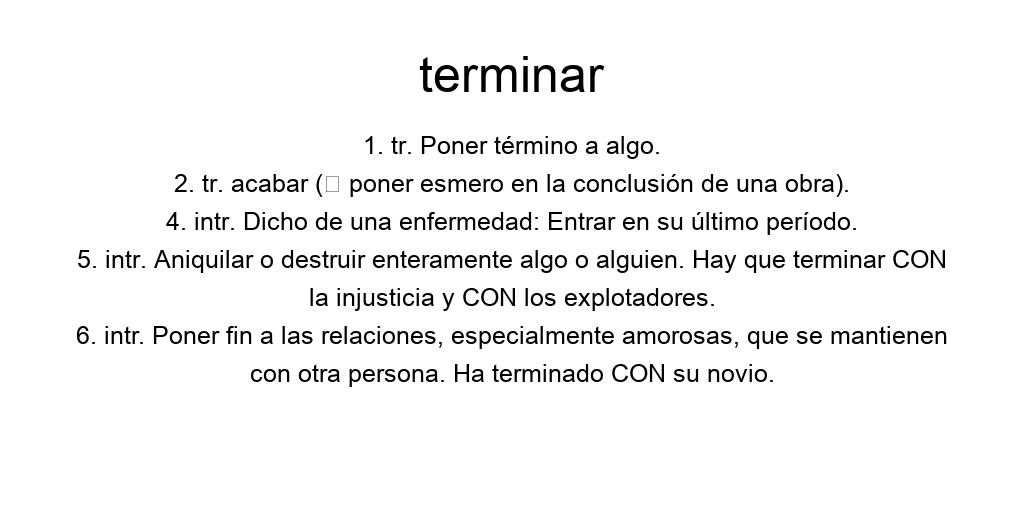 terminar
1. tr. Poner término a algo.
2. tr. acabar (□ poner esmero en la conclusión de una obra).
4. intr. Dicho de una enfermedad: Entrar en su último período.
5. intr. Aniquilar o destruir enteramente algo o alguien. Hay que terminar CON
la injusticia y CON los explotadores.
6. intr. Poner fin a las relaciones, especialmente amorosas, que se mantienen
con otra persona. Ha terminado CON su novio.